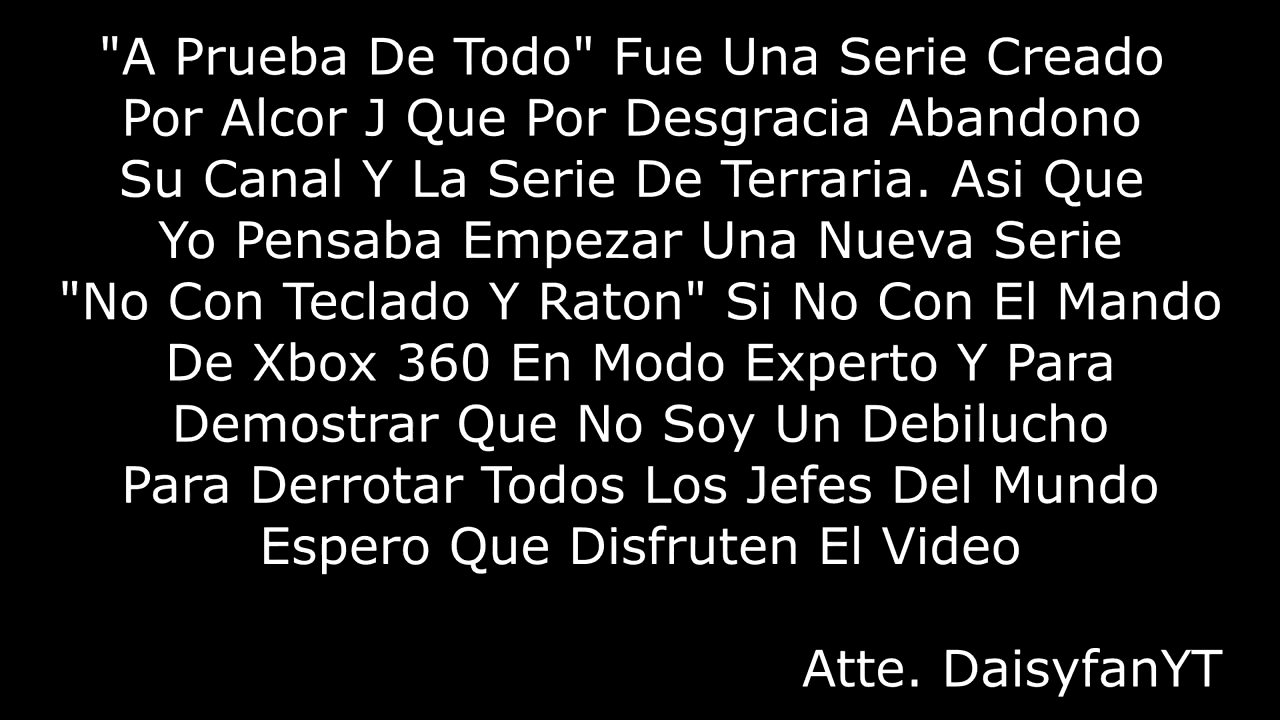 "A Prueba De Todo" Fue Una Serie Creado
Por Alcor J Que Por Desgracia Abandono
Su Canal Y La Serie De Terraria. Asi Que
Yo Pensaba Empezar Una Nueva Serie
"No Con Teclado Y Raton" Si No Con El Mando
De Xbox 360 En Modo Experto Y Para
Demostrar Que No Soy Un Debilucho
Para Derrotar Todos Los Jefes Del Mundo
Espero Que Disfruten El Video
Atte. DaisyfanYT